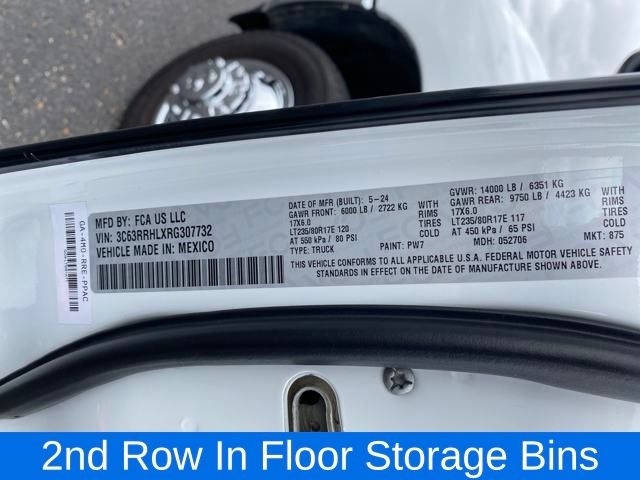 MFD BY: FCA US LLC
VIN: 3C63RRHLXRG307732
VEHICLE MADE IN: MEXICO
DATE OF MFR (BUILT): 5-24
GAWR FRONT: 6000 LB / 2722 KG WITH
17X6.0 RIMS
LT235/80R17E 120 TIRES
AT 550 kPa / 80 PSI COLD
TYPE: TRUCK PAINT: PW7
GVWR: 14000 LB / 6351 KG
GAWR REAR: 9750 LB / 4423 KG WITH
17X6.0 RIMS
LT235/80R17E 117 TIRES
AT 450 kPa / 65 PSI COLD
MDH: 052706 MKT: 875
THIS VEHICLE CONFORMS TO ALL APPLICABLE U.S.A. FEDERAL MOTOR VEHICLE SAFETY
STANDARDS IN EFFECT ON THE DATE OF MANUFACTURE SHOWN ABOVE
GA-4M0-RRE-PPAC
2nd Row In Floor Storage Bins